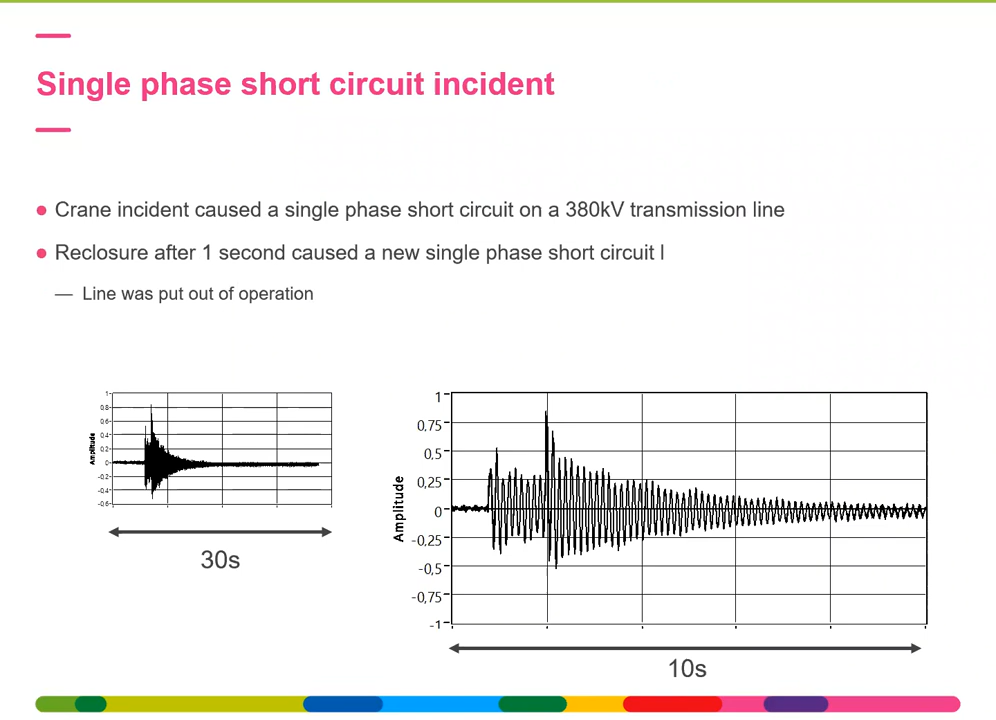 Single phase short circuit incident
Crane incident caused a single phase short circuit on a 380kV transmission line
Reclosure after 1 second caused a new single phase short circuit l
— Line was put out of operation
Amplitude
1
0.8
0.6
0.4
0.2
0
-0.2
-0.4
-0.6
30s
Amplitude
1
0.75
0.5
0,25
0
-0.25
-0,5
-0,75
-1
10s